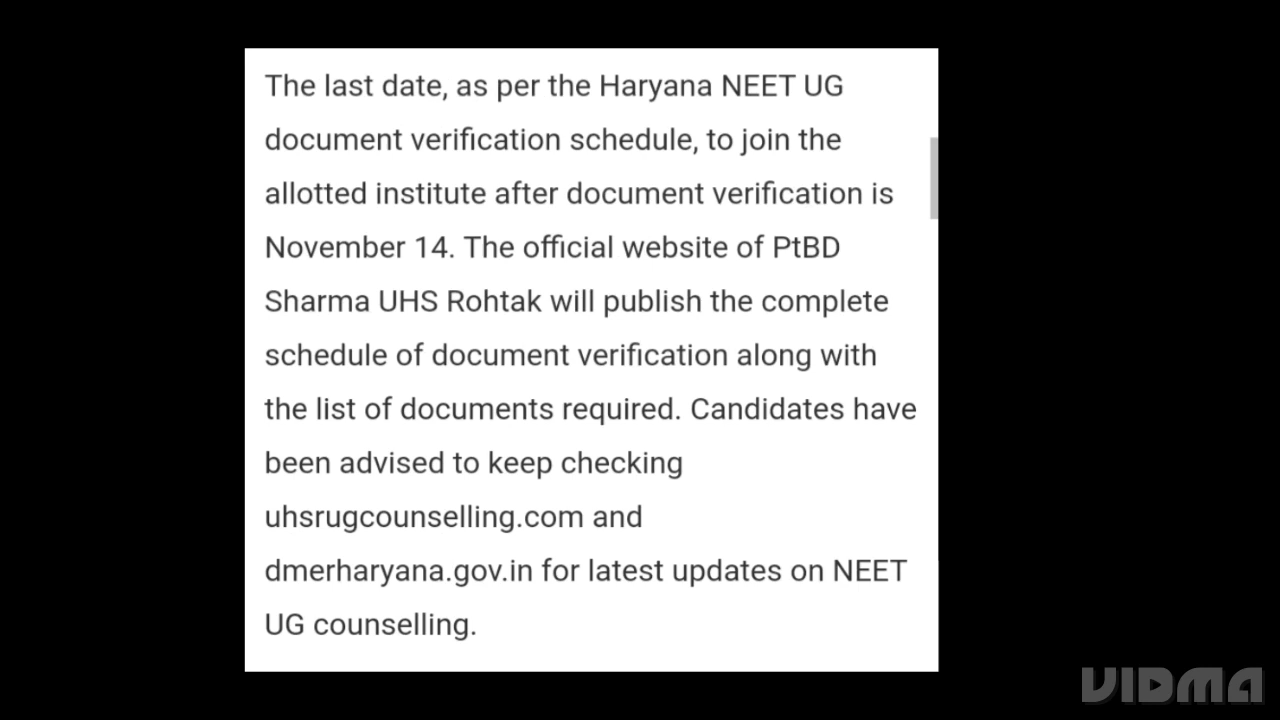 The last date, as per the Haryana NEET UG
document verification schedule, to join the
allotted institute after document verification is
November 14. The official website of PtBD
Sharma UHS Rohtak will publish the complete
schedule of document verification along with
the list of documents required. Candidates have
been advised to keep checking
uhsrugcounselling.com and
dmerharyana.gov.in for latest updates on NEET
UG counselling.
VIDMA